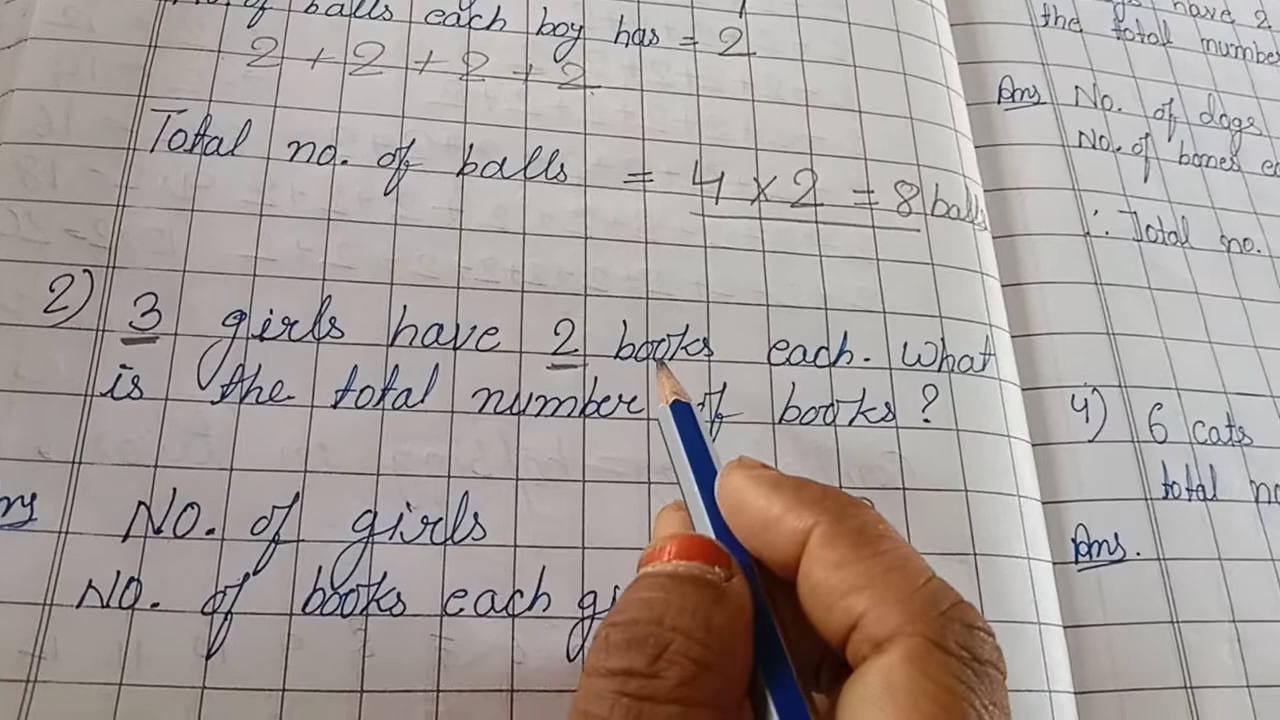 of balls each boy has = 2
2 + 2 + 2 + 2
Total no. of balls = 4 × 2 = 8 balls
2) 3 girls have 2 books each. What
is the total number of books?
No. of girls
No. of books each
have 2
the total
Ans No. of dogs
No. of bones
∴ Total no.
4) 6 cats
total
Ans.